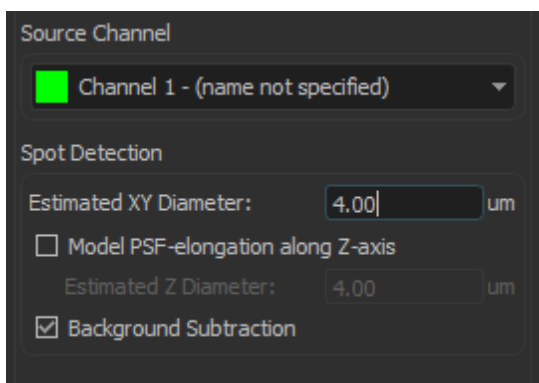 Source Channel
Channel 1 - (name not specified)
Spot Detection
Estimated XY Diameter: 4.00 um
Model PSF-elongation along Z-axis
Estimated Z Diameter: 4.00 um
Background Subtraction